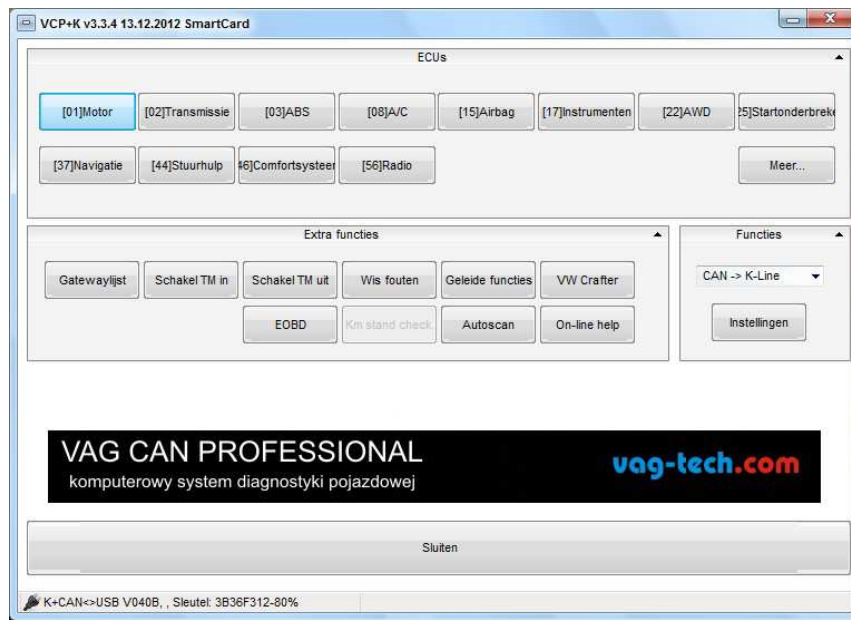 VCP+K v3.3.4 13.12.2012 SmartCard
ECUs
[01]Motor [02]Transmissie [03]ABS [08]A/C [15]Airbag [17]Instrumenten [22]AWD 25]Startonderbreke
[37]Navigatie [44]Stuurhulp 46]Comfortsysteer [56]Radio Meer...
Extra functies Functies
Gatewaylijst Schakel TM in Schakel TM uit Wis fouten Geleide functies VW Crafter CAN -> K-Line
EOBD Km stand check. Autoscan On-line help Instellingen
VAG CAN PROFESSIONAL
komputerowy system diagnostyki pojazdowej
vag-tech.com
Sluiten
K+CAN<>USB V040B, , Sleutel: 3B36F312-80%